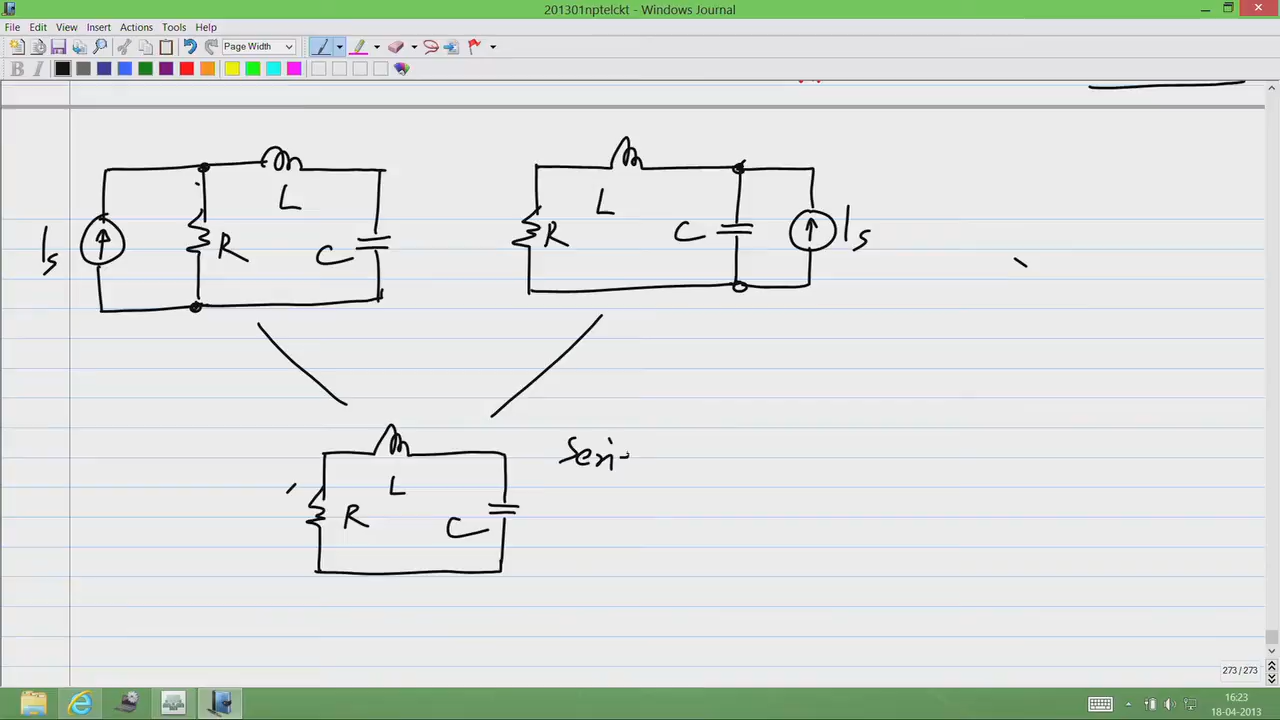 201301nptelckt - Windows Journal
File Edit View Insert Actions Tools Help
Page Width
B I
L L
Is R C R C Is
L Seri
R C
273 / 273
16:23
18-04-2013